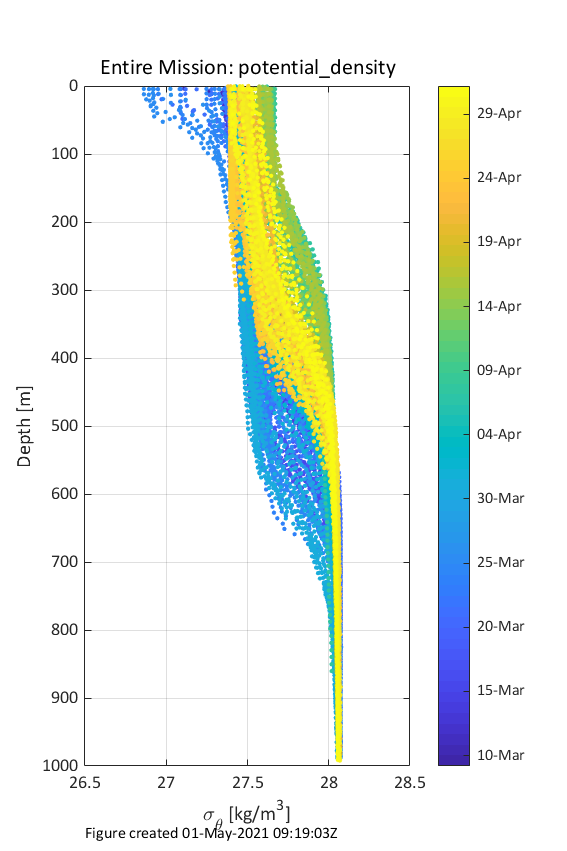 Entire Mission: potential_density
0
100
200
300
400
500
600
700
800
900
1000
Depth [m]
26.5 27 27.5 28 28.5
σ_θ [kg/m³]
29-Apr
24-Apr
19-Apr
14-Apr
09-Apr
04-Apr
30-Mar
25-Mar
20-Mar
15-Mar
10-Mar
Figure created 01-May-2021 09:19:03Z